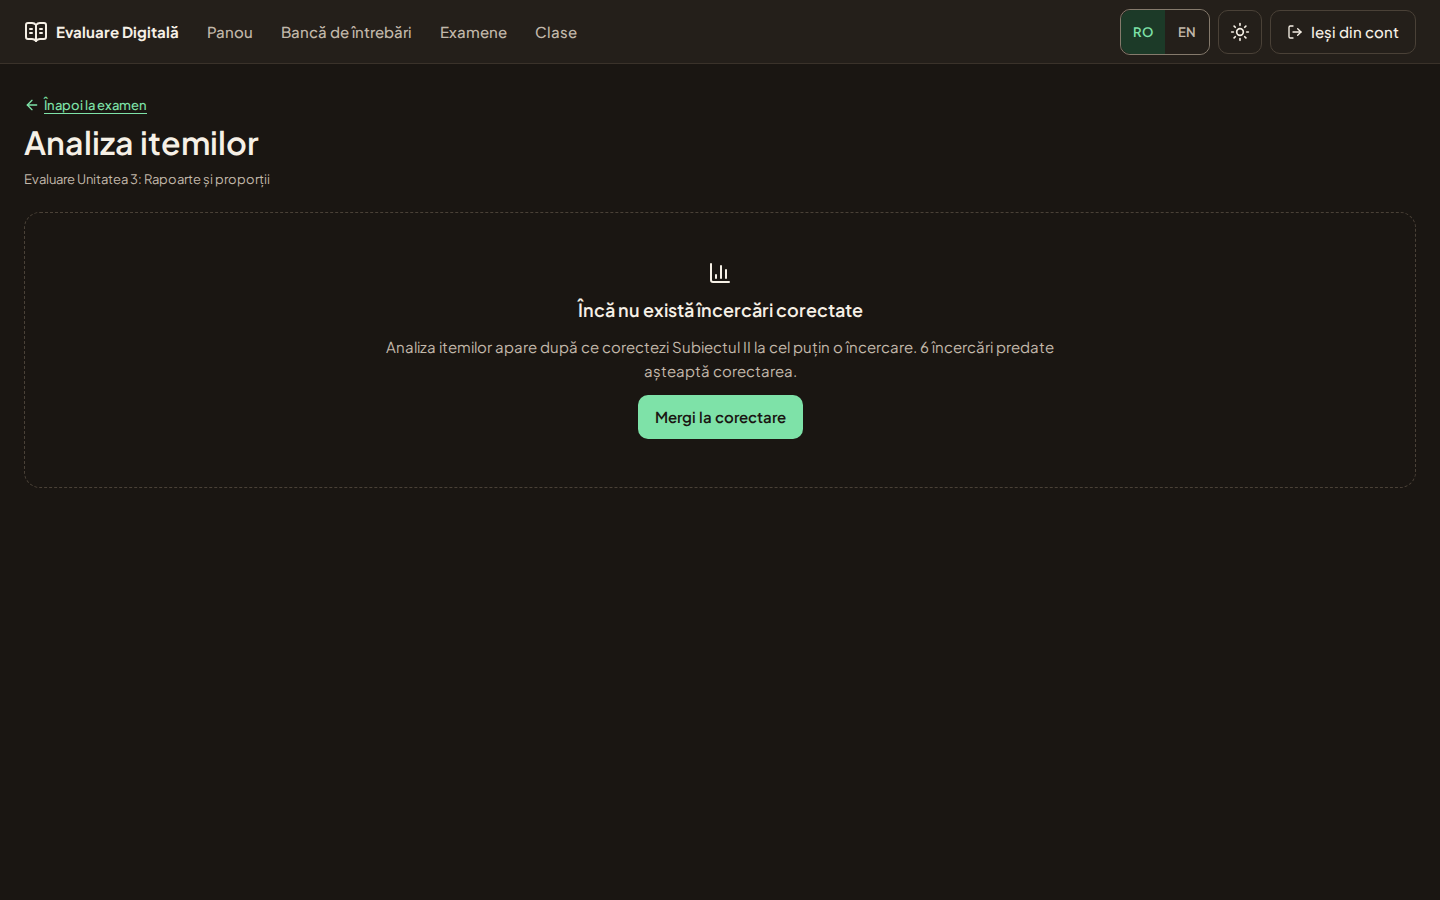 Evaluare Digitală Panou Bancă de întrebări Examene Clase RO EN Ieși din cont
Înapoi la examen
Analiza itemilor
Evaluare Unitatea 3: Rapoarte și proporții
Încă nu există încercări corectate
Analiza itemilor apare după ce corectezi Subiectul II la cel puțin o încercare. 6 încercări predate
așteaptă corectarea.
Mergi la corectare